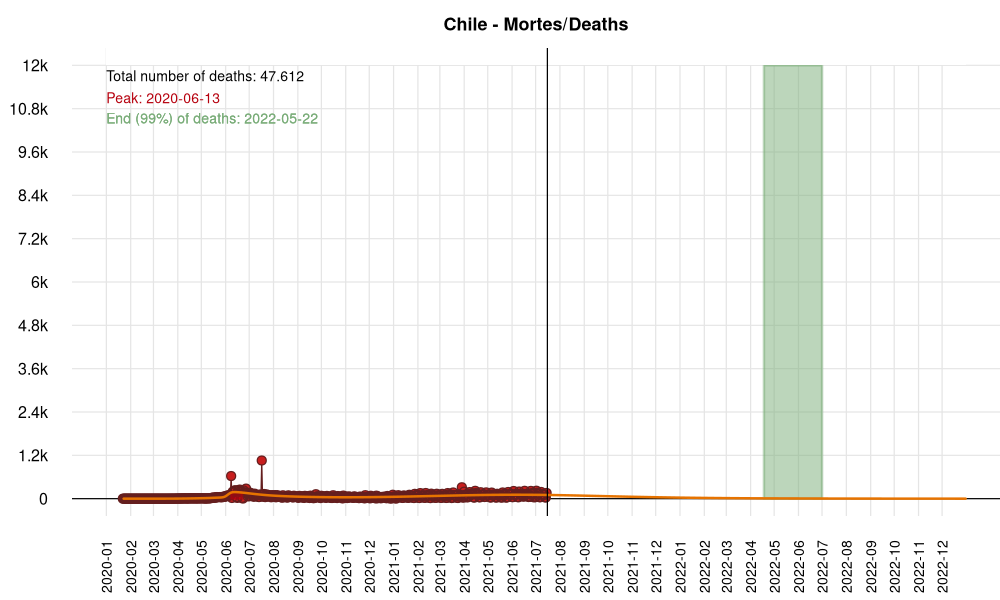 Chile - Mortes/Deaths
Total number of deaths: 47.612
Peak: 2020-06-13
End (99%) of deaths: 2022-05-22
12k
10.8k
9.6k
8.4k
7.2k
6k
4.8k
3.6k
2.4k
1.2k
0
2020-01
2020-02
2020-03
2020-04
2020-05
2020-06
2020-07
2020-08
2020-09
2020-10
2020-11
2020-12
2021-01
2021-02
2021-03
2021-04
2021-05
2021-06
2021-07
2021-08
2021-10
2021-11
2021-12
2022-01
2022-02
2022-03
2022-04
2022-05
2022-06
2022-07
2022-08
2022-09
2022-10
2022-11
2022-12